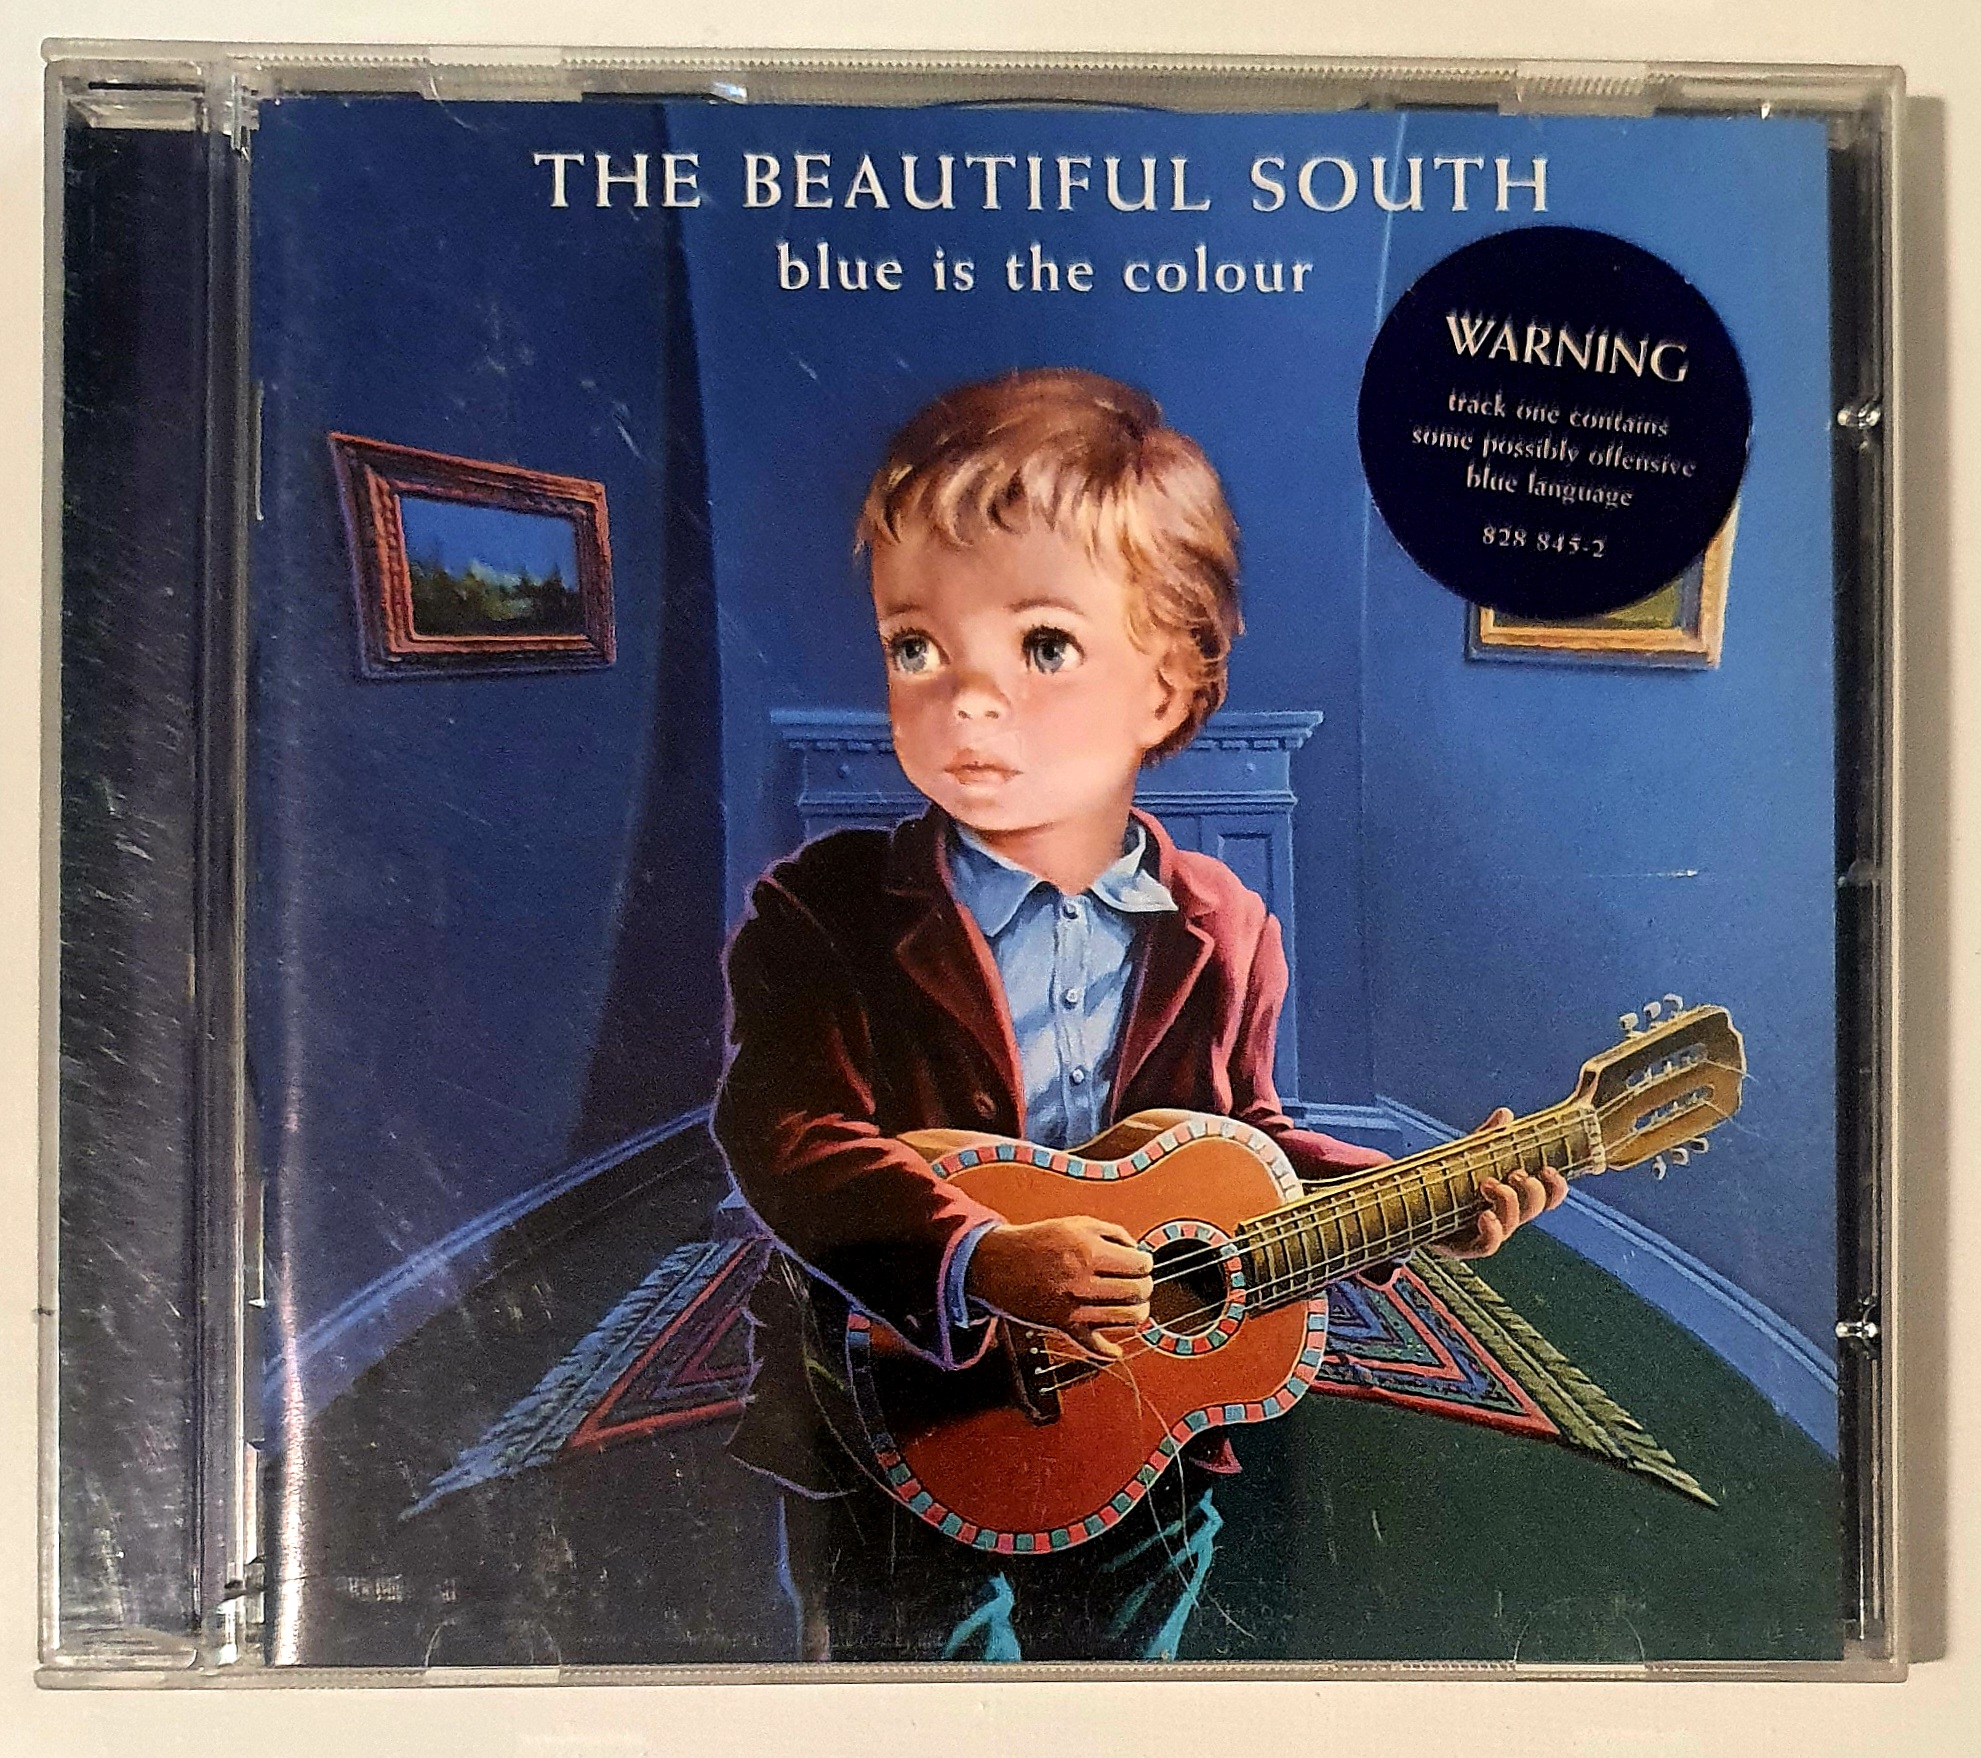 THE BEAUTIFUL SOUTH
blue is the colour
WARNING
track one contains
some possibly offensive
blue language
828 845-2